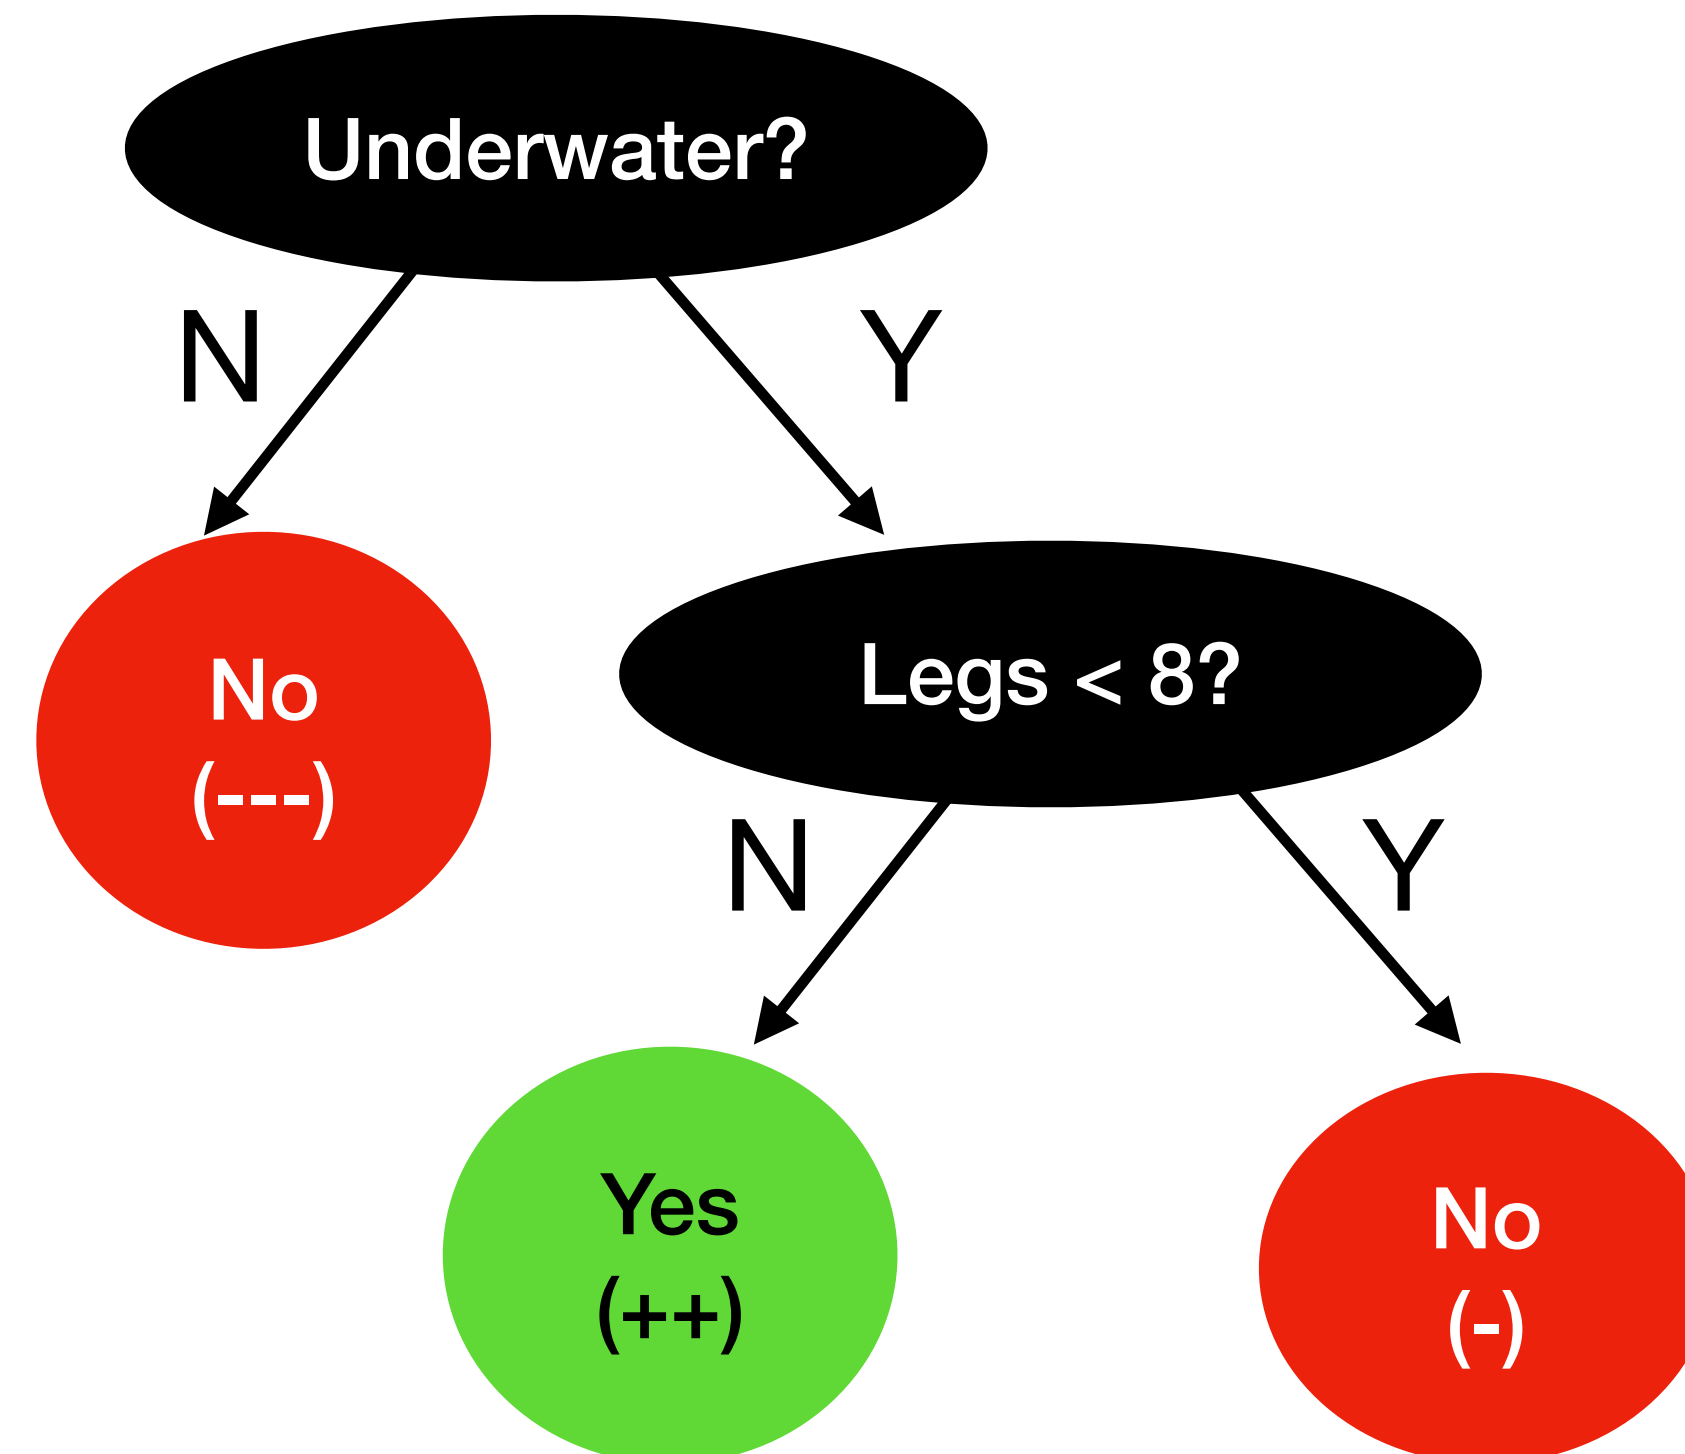 Underwater?
N
Y
No
(---)
Legs < 8?
N
Y
Yes
(++)
No
(-)